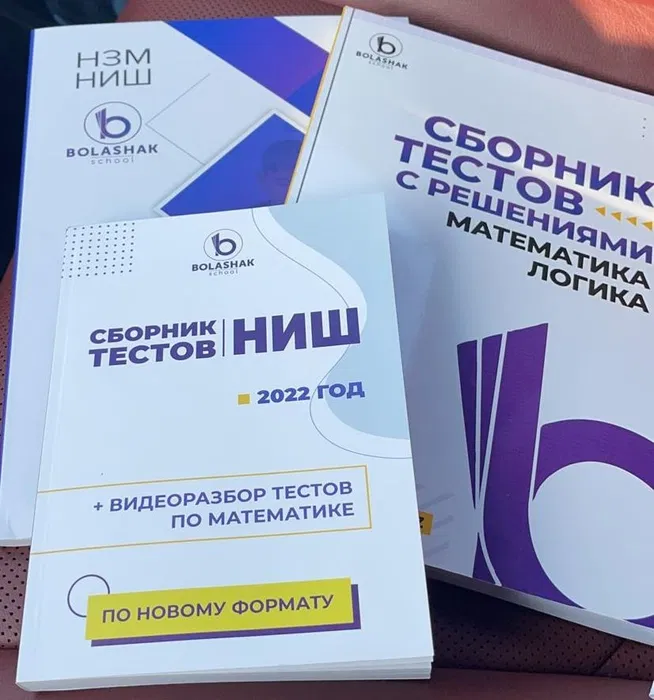 НЗМ
НИШ
BOLASHAK
school
BOLASHAK
school
СБОРНИК
ТЕСТОВ
С РЕШЕНИЯМИ
МАТЕМАТИКА
ЛОГИКА
BOLASHAK
school
СБОРНИК
ТЕСТОВ
НИШ
2022 ГОД
+ ВИДЕОРАЗБОР ТЕСТОВ
ПО МАТЕМАТИКЕ
ПО НОВОМУ ФОРМАТУ